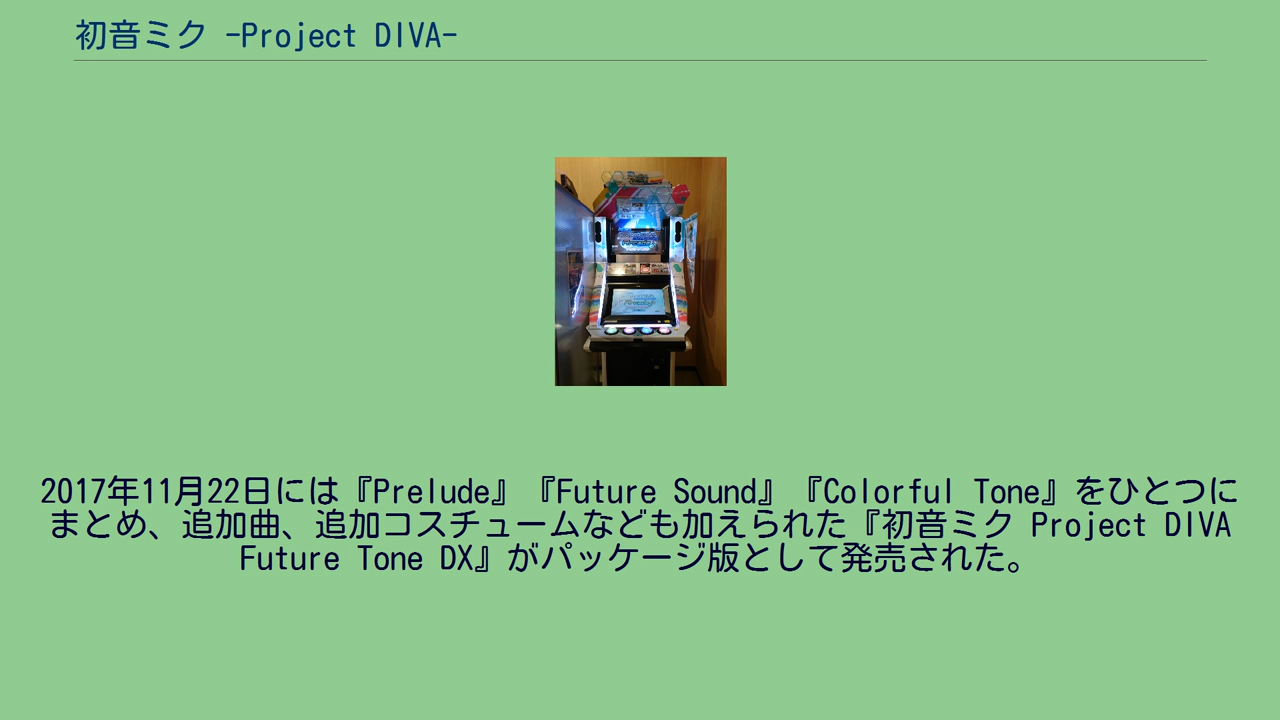 初音ミク -Project DIVA-
2017年11月22日には『Prelude』『Future Sound』『Colorful Tone』をひとつに
まとめ、追加曲、追加コスチュームなども加えられた『初音ミク Project DIVA
Future Tone DX』がパッケージ版として発売された。